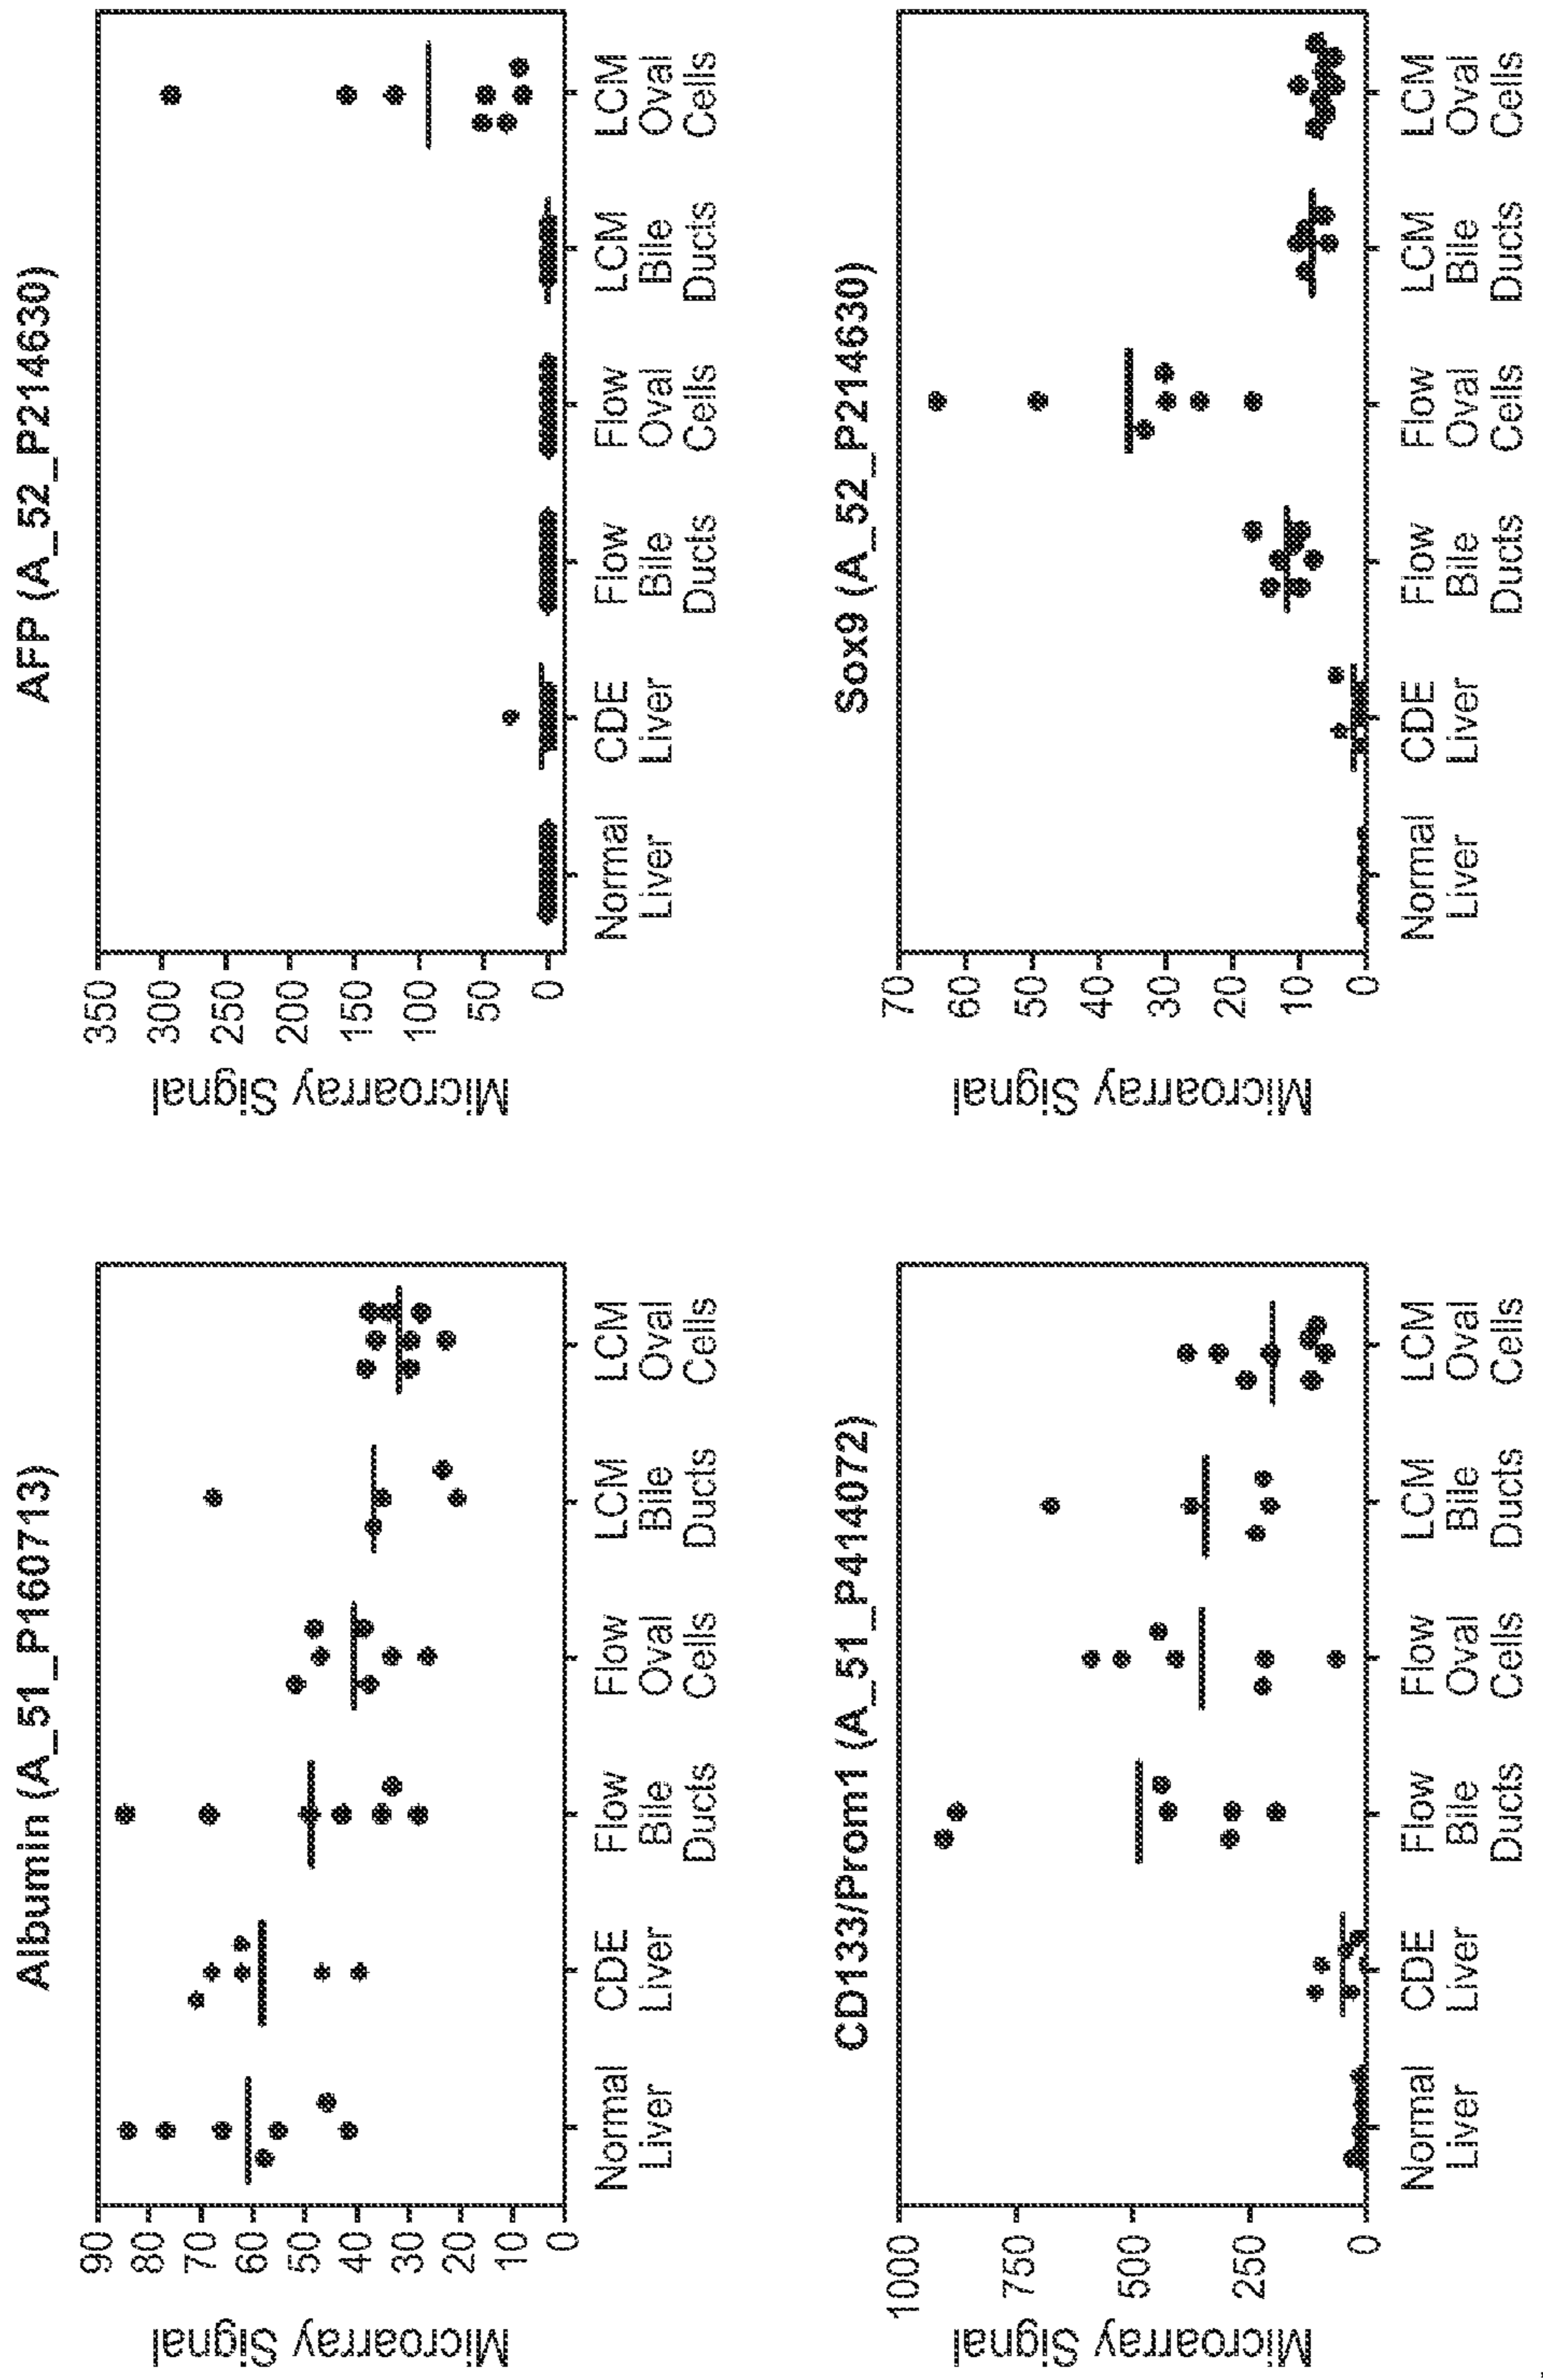 Albumin (A_51_P160713)
Microarray Signal
90
80
70
60
50
40
30
20
10
0
Normal
Liver
CDE
Liver
Flow
Bile
Ducts
Flow
Oval
Cells
LCM
Bile
Ducts
LCM
Oval
Cells
AFP (A_52_P214630)
Microarray Signal
350
300
250
200
150
100
50
0
Normal
Liver
CDE
Liver
Flow
Bile
Ducts
Flow
Oval
Cells
LCM
Bile
Ducts
LCM
Oval
Cells
CD133/Prom1 (A_51_P414072)
Microarray Signal
1000
750
500
250
0
Normal
Liver
CDE
Liver
Flow
Bile
Ducts
Flow
Oval
Cells
LCM
Bile
Ducts
LCM
Oval
Cells
Sox9 (A_52_P214630)
Microarray Signal
70
60
50
40
30
20
10
0
Normal
Liver
CDE
Liver
Flow
Bile
Ducts
Flow
Oval
Cells
LCM
Bile
Ducts
LCM
Oval
Cells